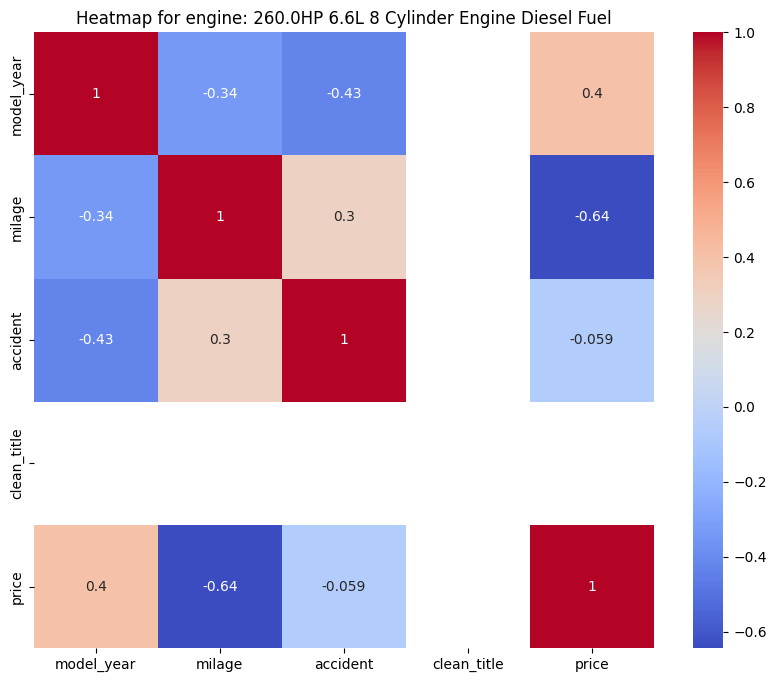 Heatmap for engine: 260.0HP 6.6L 8 Cylinder Engine Diesel Fuel
model_year
1
-0.34
-0.43
0.4
milage
-0.34
1
0.3
-0.64
accident
-0.43
0.3
1
-0.059
clean_title
price
0.4
-0.64
-0.059
1
model_year
milage
accident
clean_title
price
1.0
0.8
0.6
0.4
0.2
0.0
−0.2
−0.4
−0.6